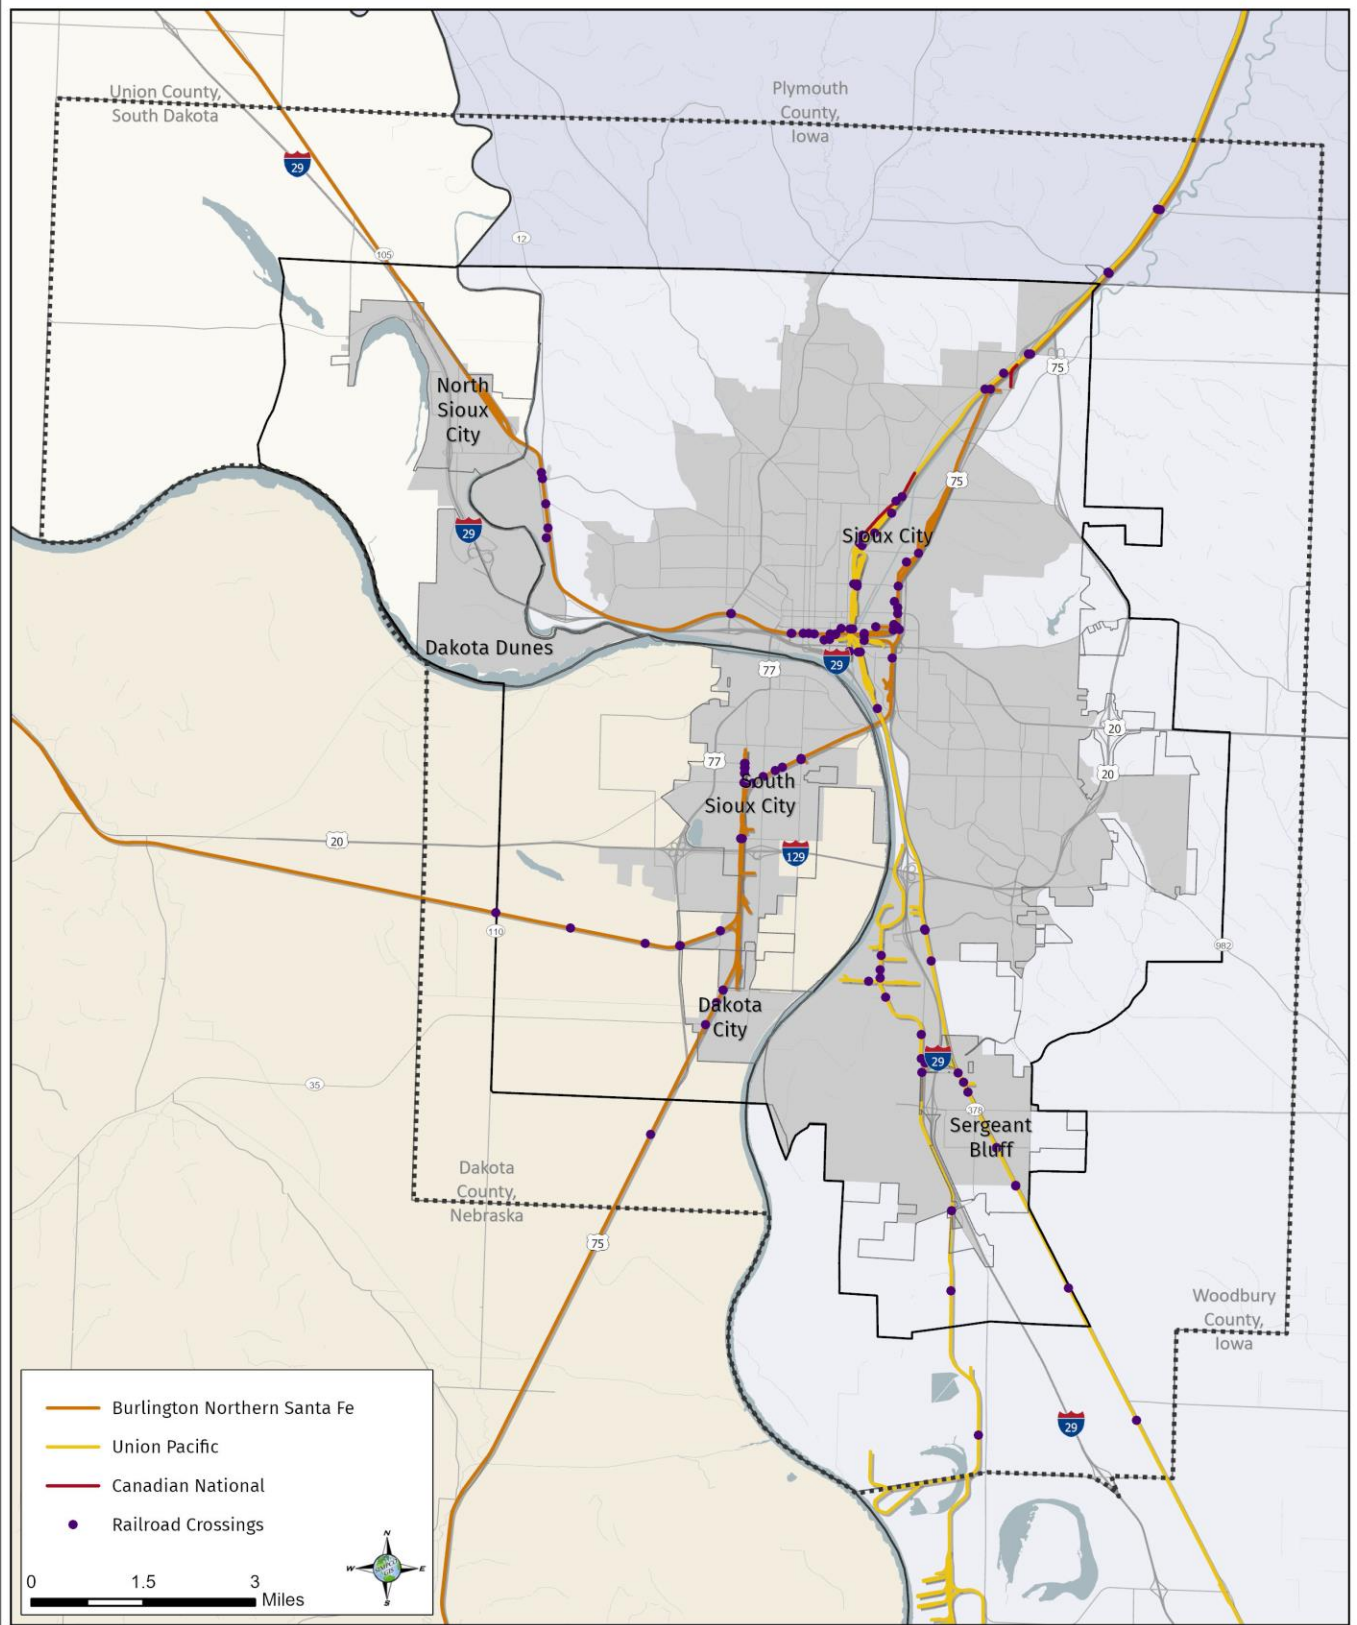 Union County,
South Dakota
Plymouth
County,
Iowa
29
105
12
75
North
Sioux
City
75
29
Sioux City
Dakota Dunes
29
77
77
20
20
South
Sioux City
20
129
110
982
Dakota
City
29
35
378
Sergeant
Bluff
Dakota
County,
Nebraska
75
Woodbury
County,
Iowa
29
Burlington Northern Santa Fe
Union Pacific
Canadian National
Railroad Crossings
N
W
E
S
0
1.5
3
Miles